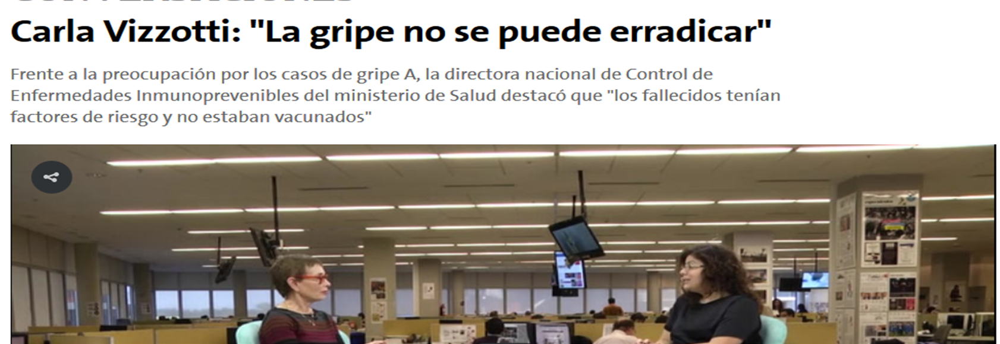 Carla Vizzotti: "La gripe no se puede erradicar"
Frente a la preocupación por los casos de gripe A, la directora nacional de Control de
Enfermedades Inmunoprevenibles del ministerio de Salud destacó que "los fallecidos tenían
factores de riesgo y no estaban vacunados"